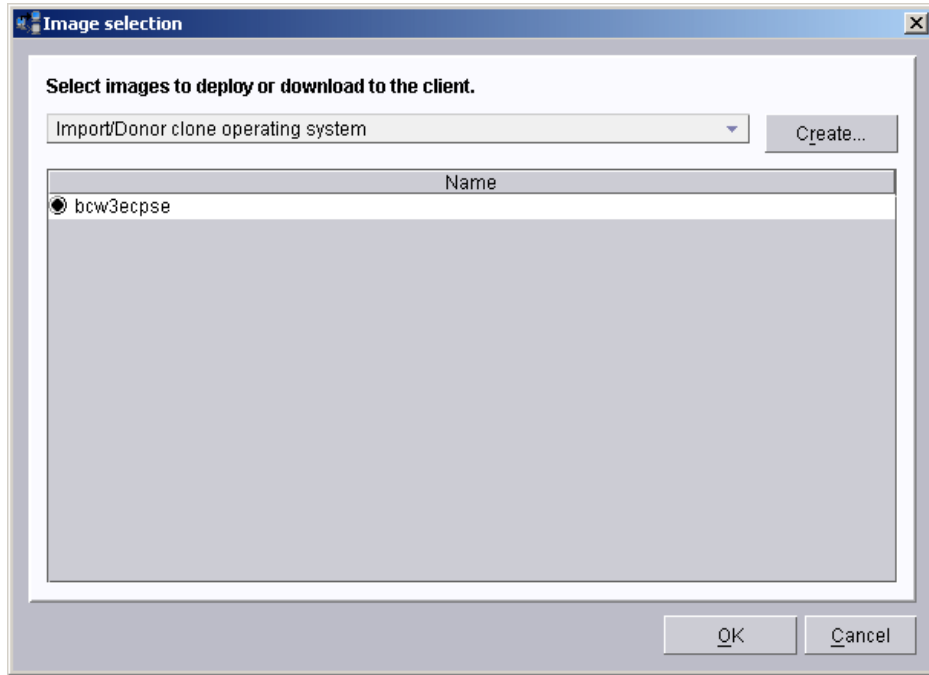 Image selection
Select images to deploy or download to the client.
Import/Donor clone operating system
Create...
Name
bcw3ecpse
OK
Cancel